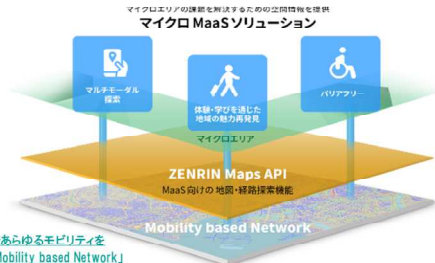 マイクロエリアの課題を解決するための空間情報を提供
マイクロ MaaSソリューション
マルチモーダル
探索
体験・学びを通じた
地域の魅力再発見
バリアフリー
マイクロエリア
ZENRIN Maps API
MaaS 向けの 地図・経路探索機能
Mobility based Network
あらゆるモビリティを
Mobility based Network」